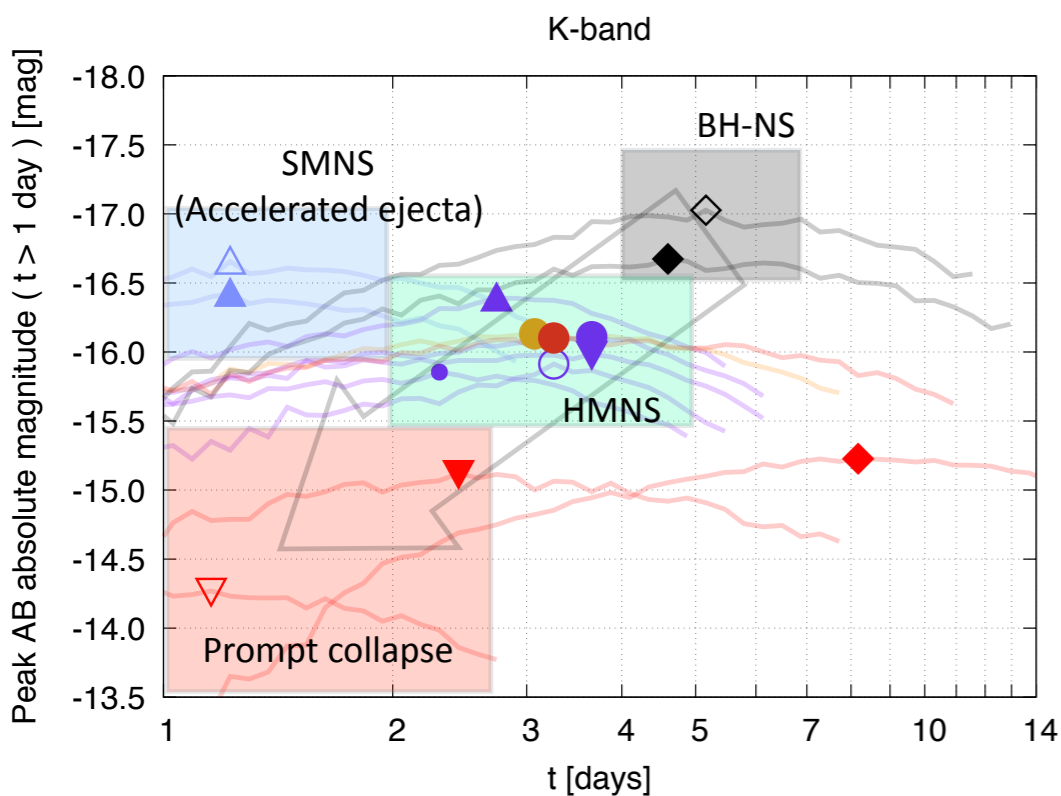 K-band
Peak AB absolute magnitude ( t > 1 day ) [mag]
-18.0
-17.5
-17.0
-16.5
-16.0
-15.5
-15.0
-14.5
-14.0
-13.5
BH-NS
SMNS
(Accelerated ejecta)
HMNS
Prompt collapse
1 2 3 4 5 7 10 14
t [days]